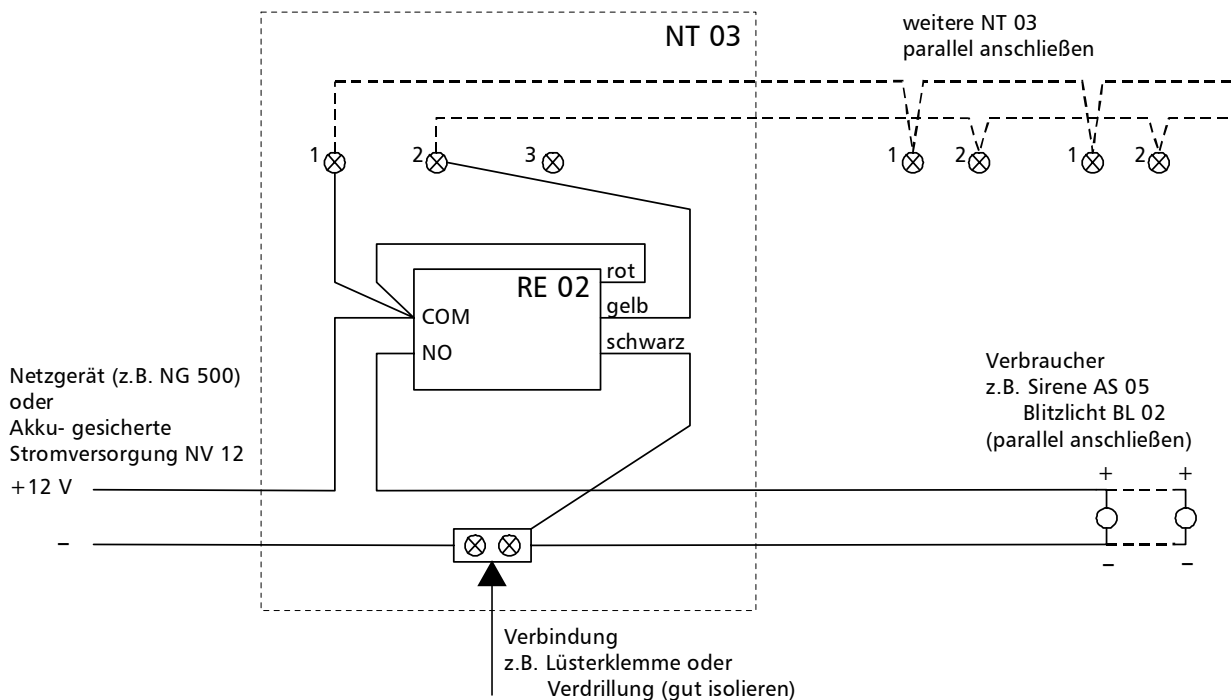 NT 03
weitere NT 03
parallel anschließen
1
2
3
1
2
1
2
RE 02
rot
COM
gelb
NO
schwarz
Netzgerät (z.B. NG 500)
oder
Akku- gesicherte
Stromversorgung NV 12
+12 V
–
Verbraucher
z.B. Sirene AS 05
Blitzlicht BL 02
(parallel anschließen)
+
+
–
–
Verbindung
z.B. Lüsterklemme oder
Verdrillung (gut isolieren)